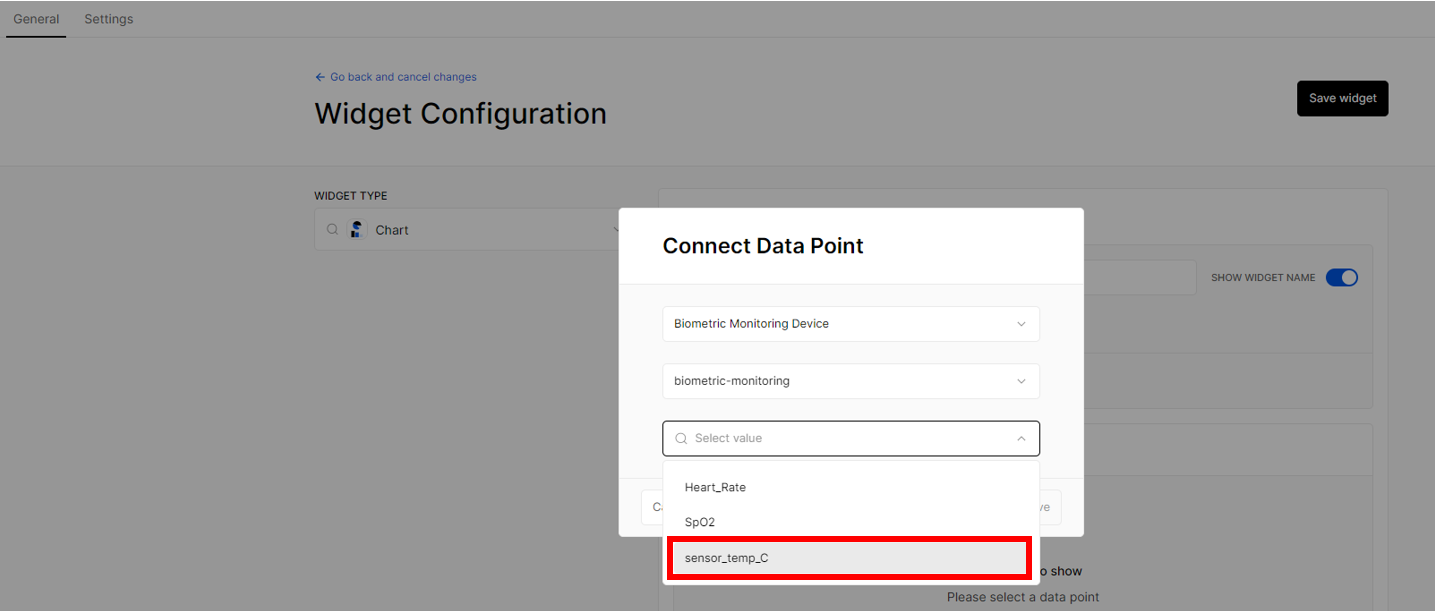 General Settings
Go back and cancel changes
Widget Configuration
Save widget
WIDGET TYPE
Chart
SHOW WIDGET NAME
Connect Data Point
Biometric Monitoring Device
biometric-monitoring
Select value
Heart_Rate
SpO2
sensor_temp_C
o show
Please select a data point